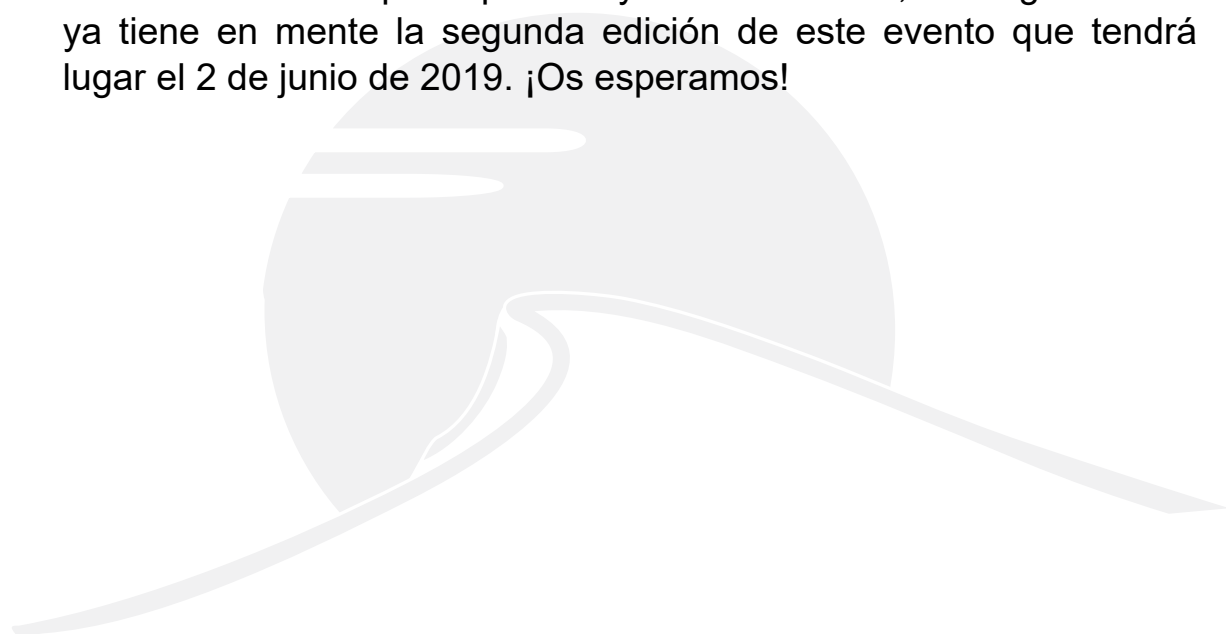 ya tiene en mente la segunda edición de este evento que tendrá
lugar el 2 de junio de 2019. ¡Os esperamos!